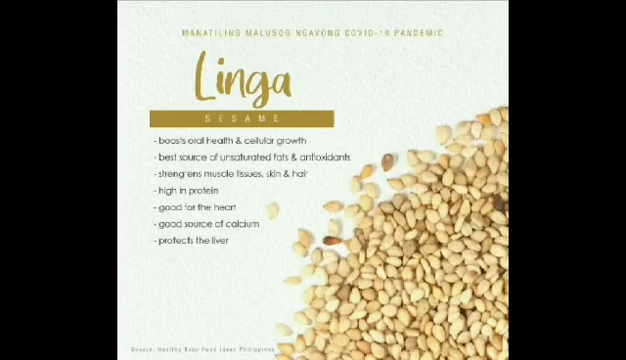 MANATILING MALUSOG NGAYONG COVID-19 PANDEMIC
Linga
SESAME
- boosts oral health & cellular growth
- best source of unsaturated fats & antioxidants
- strengrens muscle tissues, skin & hair
- high in protein
- good for the heart
- good source of calcium
- protects the liver
Source: Healthy Baby Food Ideas Philippines